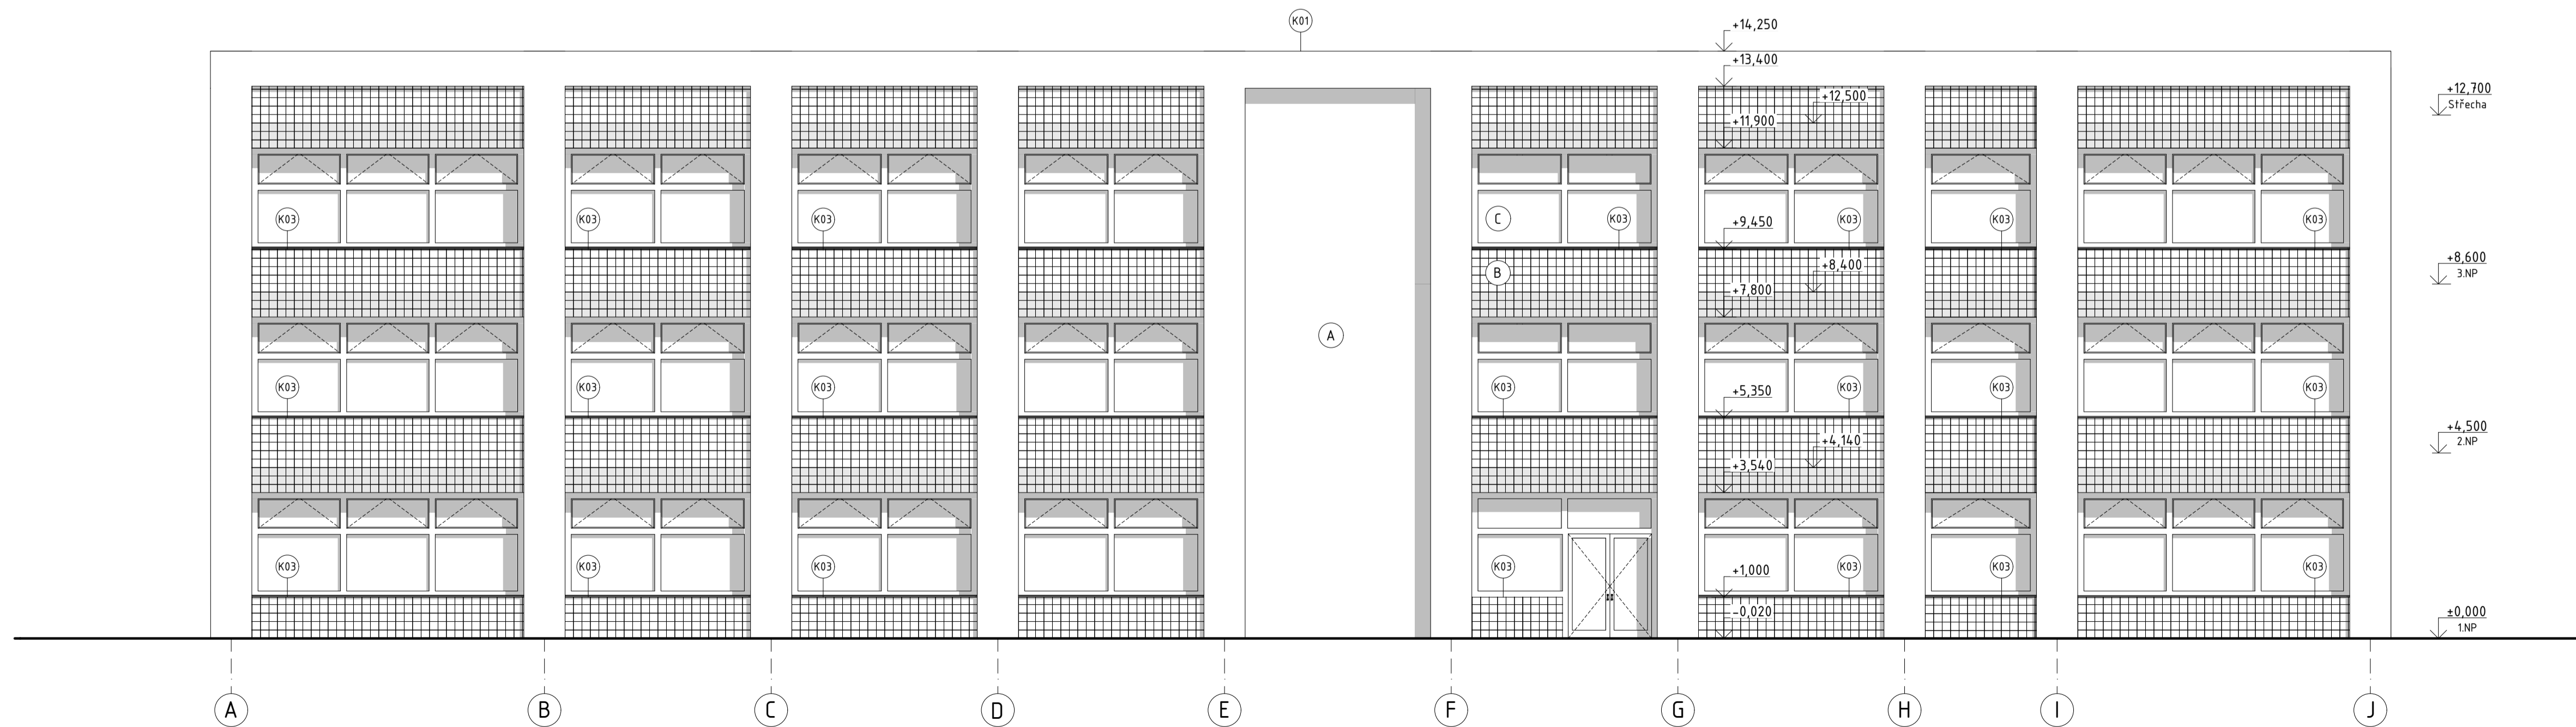 K01
+14,250
+13,400
+12,700
Střecha
+12,500
+11,900
K03
K03
K03
C
K03
+9,450
K03
K03
K03
B
+8,400
+8,600
3.NP
+7,800
A
K03
K03
K03
K03
+5,350
K03
K03
K03
+4,500
2.NP
+4,140
+3,540
K03
K03
K03
K03
+1,000
K03
K03
K03
-0,020
±0,000
1.NP
A B C D E F G H I J